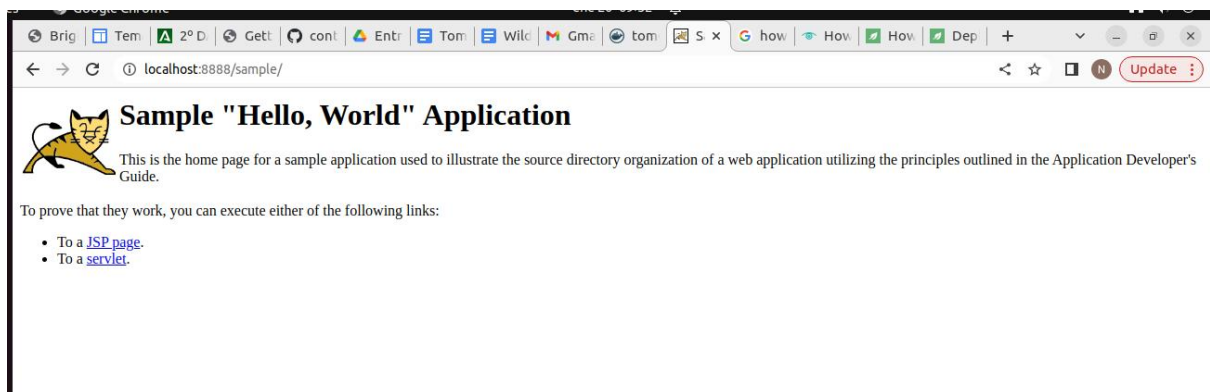 Google Chrome
Brig Tem 2º D. Gett cont Entr Tom Wild Gma tom S. how How How Dep
localhost:8888/sample/ N Update
Sample "Hello, World" Application
This is the home page for a sample application used to illustrate the source directory organization of a web application utilizing the principles outlined in the Application Developer's
Guide.
To prove that they work, you can execute either of the following links:
To a JSP page.
To a servlet.